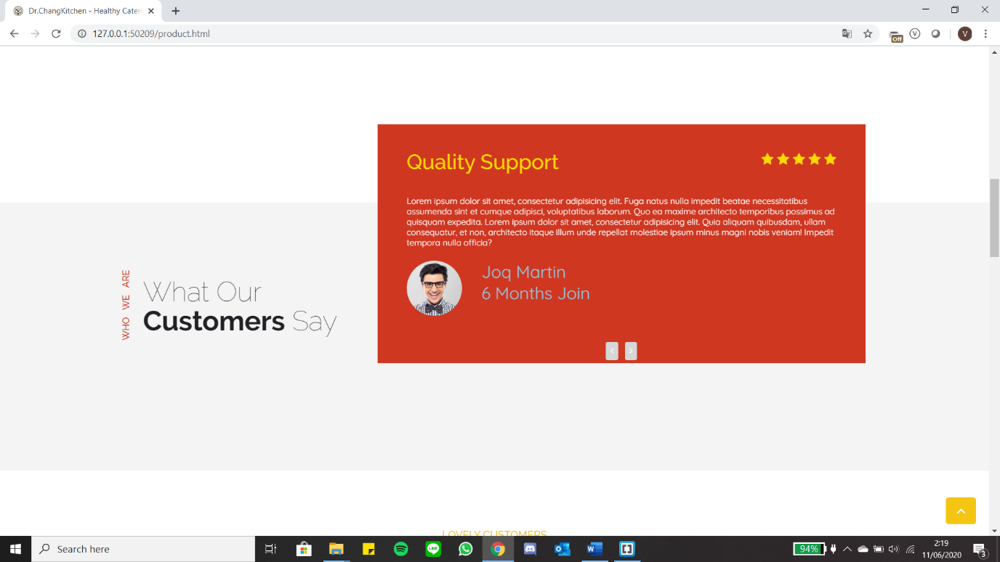 Dr.ChangKitchen - Healthy Cater
127.0.0.1:50209/product.html
Off
V
V
Quality Support
Lorem ipsum dolor sit amet, consectetur adipisicing elit. Fuga natus nulla impedit beatae necessitatibus
assumenda sint et cumque adipisci, voluptatibus laborum. Quo ea maxime architecto temporibus possimus ad
quisquam expedita. Lorem ipsum dolor sit amet, consectetur adipisicing elit. Quia aliquam quibusdam, ullam
consequatur, et non, architecto itaque illum unde repellat molestiae ipsum minus magni nobis veniam! Impedit
tempora nulla officia?
Joq Martin
6 Months Join
WHO WE ARE
What Our
Customers Say
LOVELY CUSTOMERS
Search here
94%
2:19
11/06/2020
3